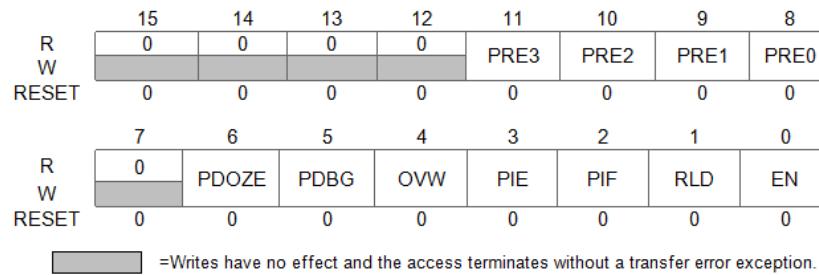 15 14 13 12 11 10 9 8
R 0 0 0 0 PRE3 PRE2 PRE1 PRE0
W
RESET 0 0 0 0 0 0 0 0
7 6 5 4 3 2 1 0
R 0 PDOZE PDBG OVW PIE PIF RLD EN
W
RESET 0 0 0 0 0 0 0 0
=Writes have no effect and the access terminates without a transfer error exception.